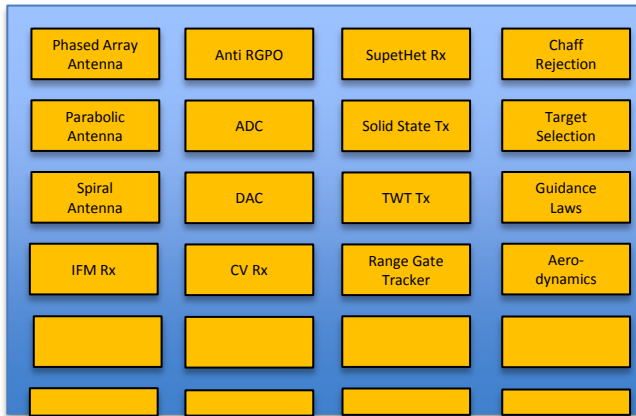 Phased Array
Antenna
Anti RGPO
SupetHet Rx
Chaff
Rejection
Parabolic
Antenna
ADC
Solid State Tx
Target
Selection
Spiral
Antenna
DAC
TWT Tx
Guidance
Laws
IFM Rx
CV Rx
Range Gate
Tracker
Aero-
dynamics